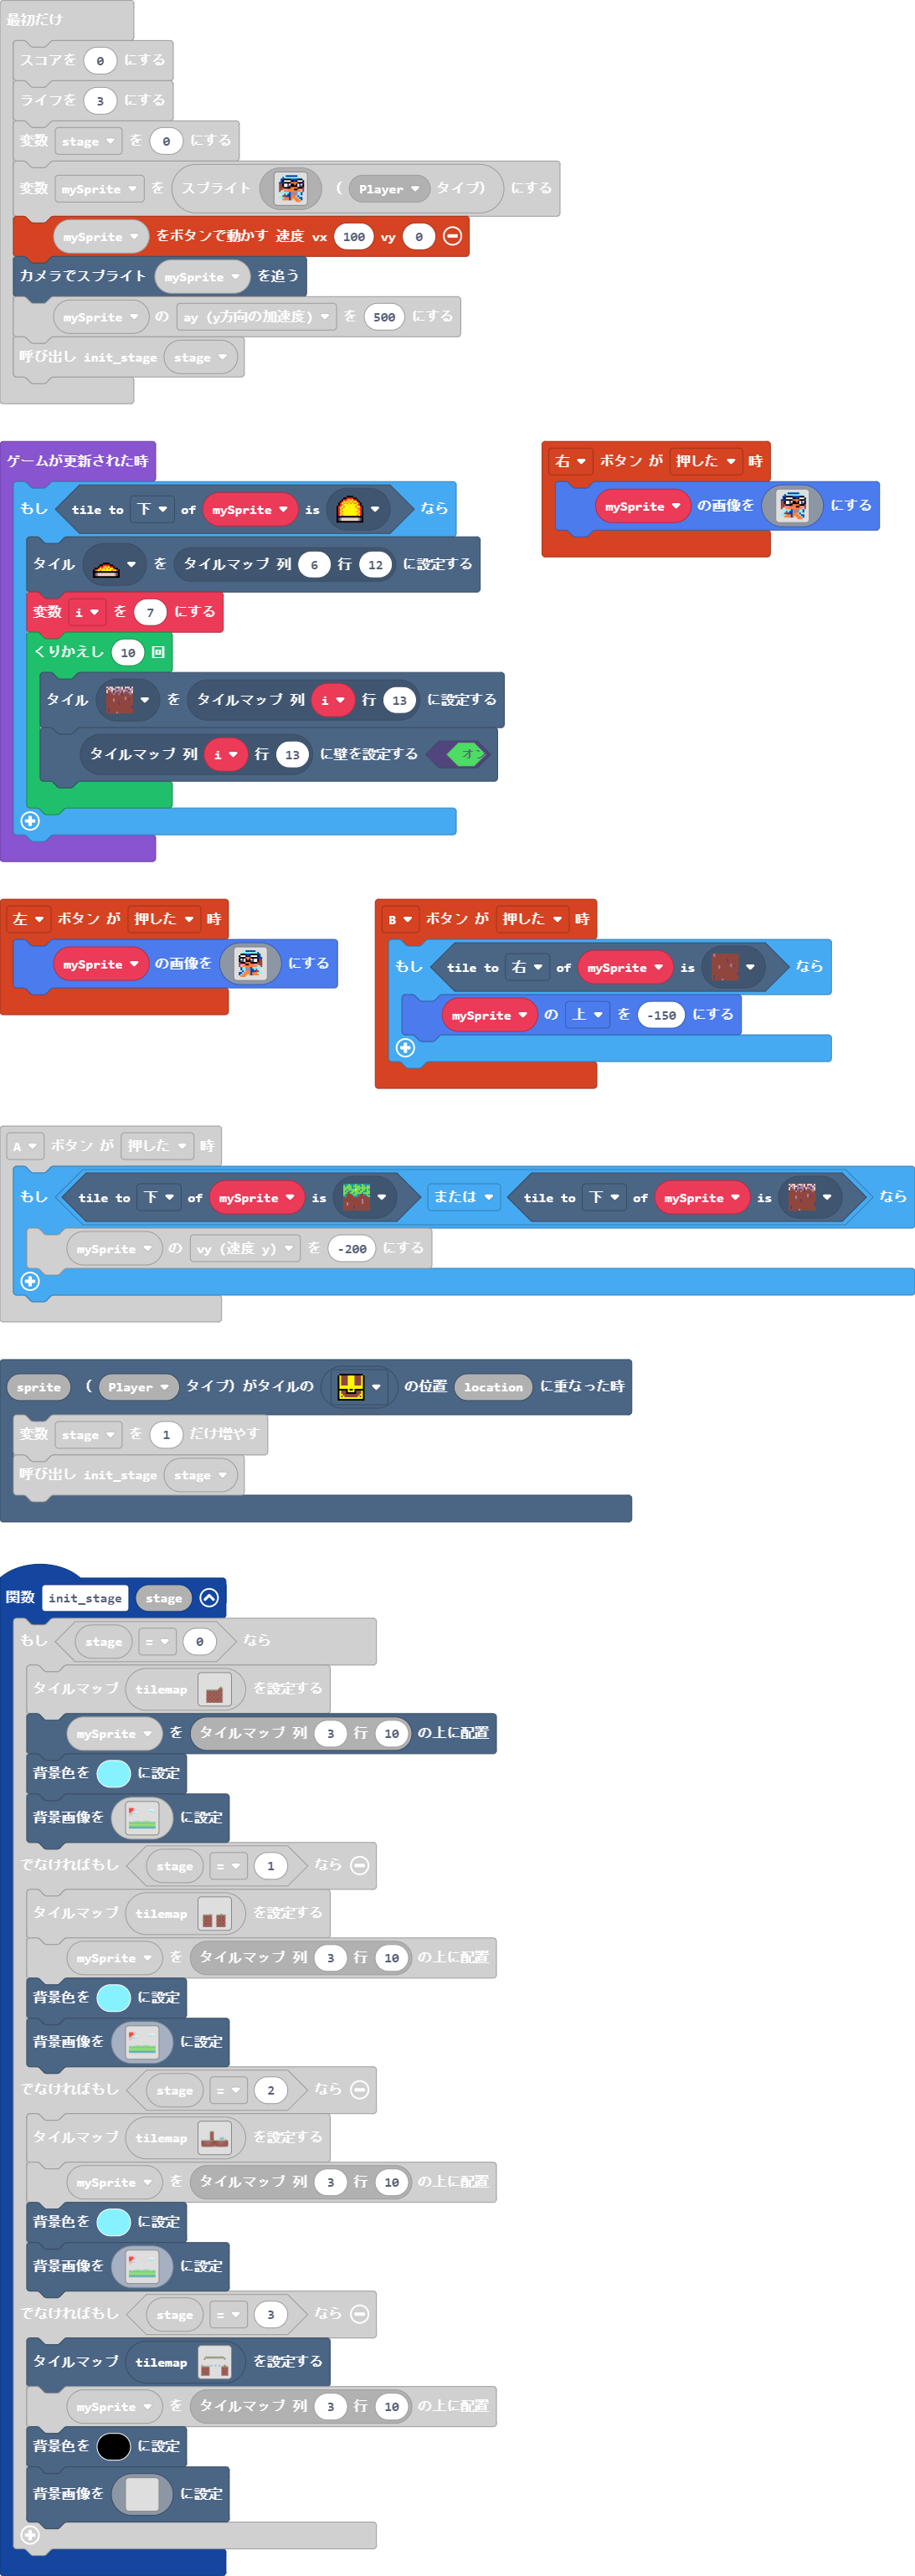 最初だけ
スコアを 0 にする
ライフを 3 にする
変数 stage を 0 にする
変数 mySprite を スプライト ( Player タイプ) にする
mySprite をボタンで動かす 速度 vx 100 vy 0
カメラでスプライト mySprite を追う
mySprite の ay (y方向の加速度) を 500 にする
呼び出し init_stage stage
ゲームが更新された時
もし tile to 下 of mySprite is なら
タイル を タイルマップ 列 6 行 12 に設定する
変数 i を 7 にする
くりかえし 10 回
タイル を タイルマップ 列 i 行 13 に設定する
タイルマップ 列 i 行 13 に壁を設定する オン
右 ボタン が 押した 時
mySprite の画像を にする
左 ボタン が 押した 時
mySprite の画像を にする
B ボタン が 押した 時
もし tile to 右 of mySprite is なら
mySprite の 上 を -150 にする
A ボタン が 押した 時
もし tile to 下 of mySprite is または tile to 下 of mySprite is なら
mySprite の vy (速度 y) を -200 にする
sprite ( Player タイプ) がタイルの の位置 location に重なった時
変数 stage を 1 だけ増やす
呼び出し init_stage stage
関数 init_stage stage
もし stage = 0 なら
タイルマップ tilemap を設定する
mySprite を タイルマップ 列 3 行 10 の上に配置
背景色を に設定
背景画像を に設定
でなければもし stage = 1 なら
タイルマップ tilemap を設定する
mySprite を タイルマップ 列 3 行 10 の上に配置
背景色を に設定
背景画像を に設定
でなければもし stage = 2 なら
タイルマップ tilemap を設定する
mySprite を タイルマップ 列 3 行 10 の上に配置
背景色を に設定
背景画像を に設定
でなければもし stage = 3 なら
タイルマップ tilemap を設定する
mySprite を タイルマップ 列 3 行 10 の上に配置
背景色を に設定
背景画像を に設定